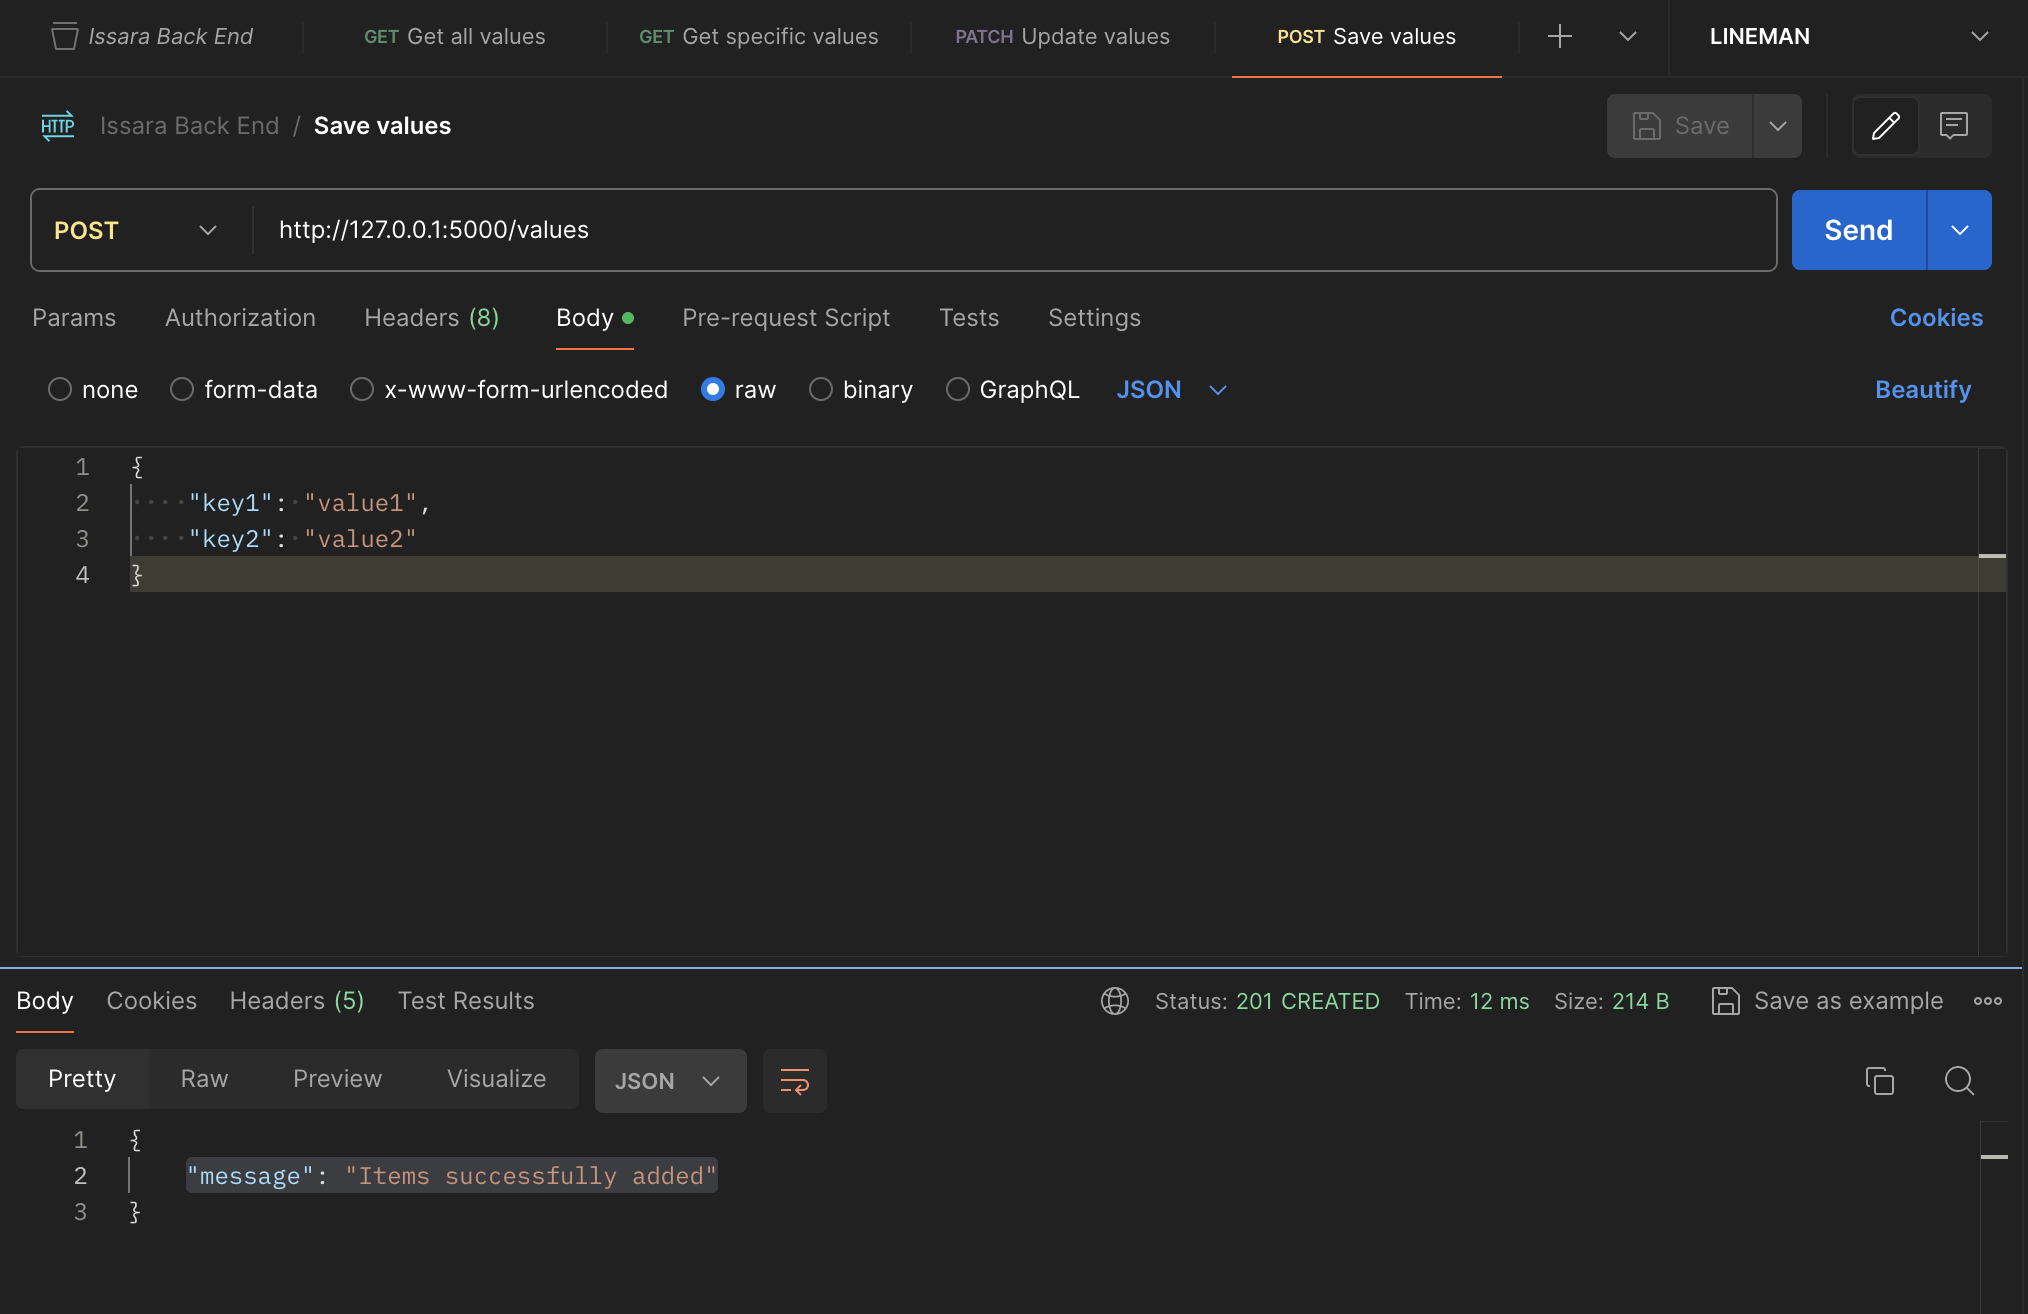 Issara Back End GET Get all values GET Get specific values PATCH Update values POST Save values LINEMAN
HTTP Issara Back End / Save values Save
POST http://127.0.0.1:5000/values Send
Params Authorization Headers (8) Body Pre-request Script Tests Settings Cookies
none form-data x-www-form-urlencoded raw binary GraphQL JSON Beautify
1 {
2 "key1": "value1",
3 "key2": "value2"
4 }
Body Cookies Headers (5) Test Results Status: 201 CREATED Time: 12 ms Size: 214 B Save as example
Pretty Raw Preview Visualize JSON
1 {
2 "message": "Items successfully added"
3 }